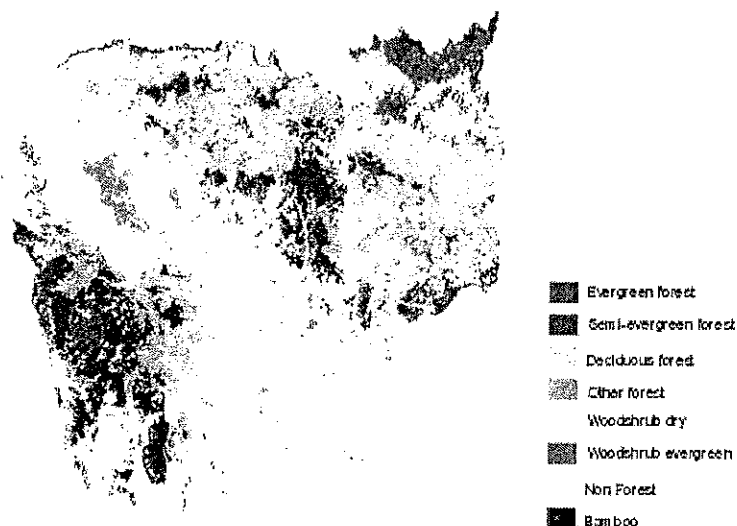 Evergreen forest
Semi-evergreen forest
Deciduous forest
Other forest
Woodshrub dry
Woodshrub evergreen
Non Forest
Bamboo